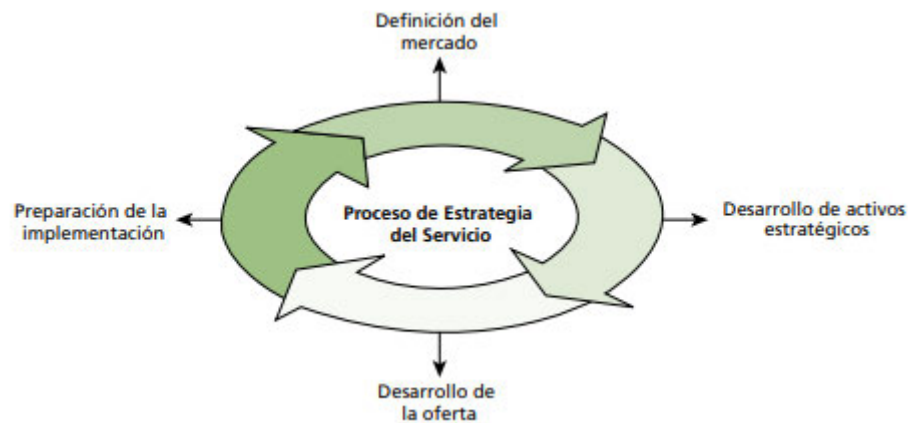 Definición del
mercado
Preparación de la
implementación
Proceso de Estrategia
del Servicio
Desarrollo de activos
estratégicos
Desarrollo de
la oferta